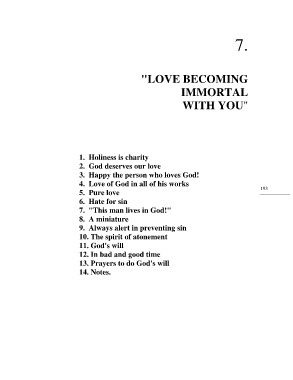 7.
"LOVE BECOMING
IMMORTAL
WITH YOU"
1. Holiness is charity
2. God deserves our love
3. Happy the person who loves God!
4. Love of God in all of his works
5. Pure love
6. Hate for sin
7. "This man lives in God!"
8. A miniature
9. Always alert in preventing sin
10. The spirit of atonement
11. God's will
12. In bad and good time
13. Prayers to do God's will
14. Notes.